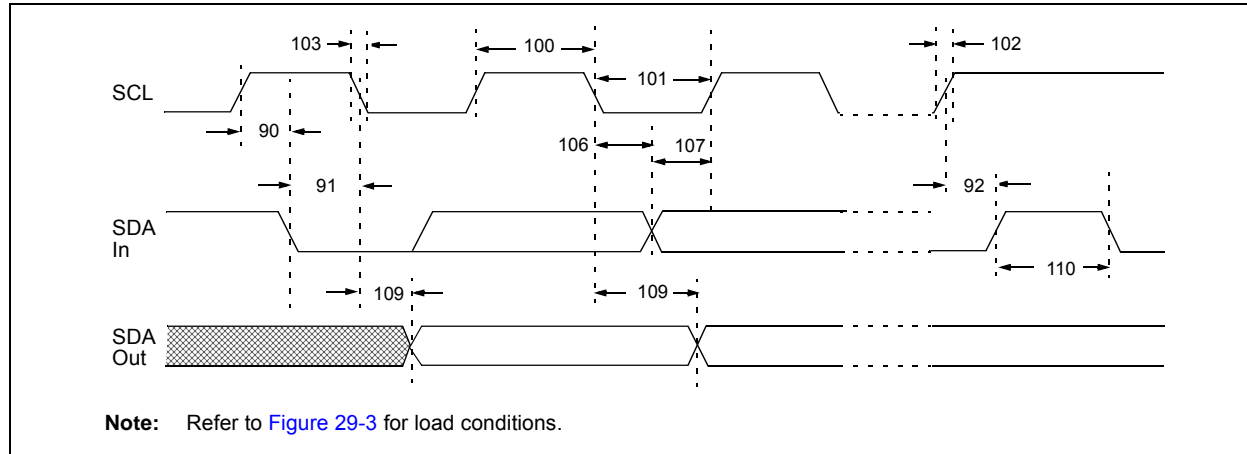 103
100
102
101
SCL
90
106
107
91
92
SDA
In
110
109
109
SDA
Out
Note: Refer to Figure 29-3 for load conditions.